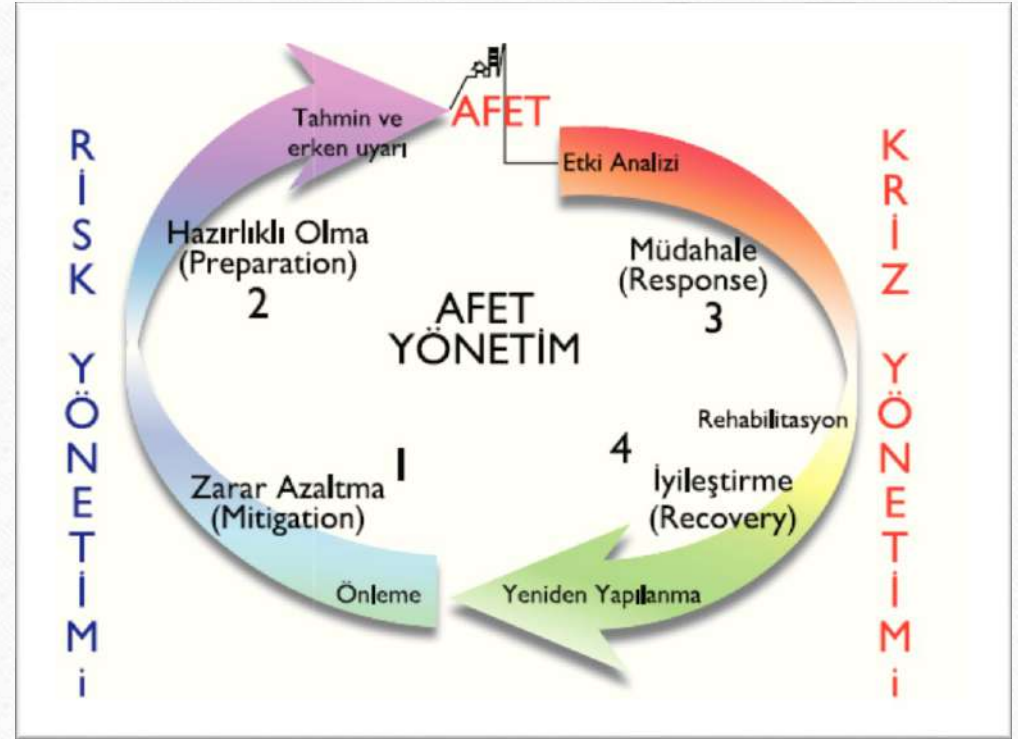 RİSK YÖNETİMi
Tahmin ve
erken uyarı
AFET
Etki Analizi
Hazırlıklı Olma
(Preparation)
2
Müdahale
(Response)
3
AFET
YÖNETİM
Rehabilitasyon
1
Zarar Azaltma
(Mitigation)
4
İyileştirme
(Recovery)
Önleme
Yeniden Yapılanma
KRİZ YÖNETİMi